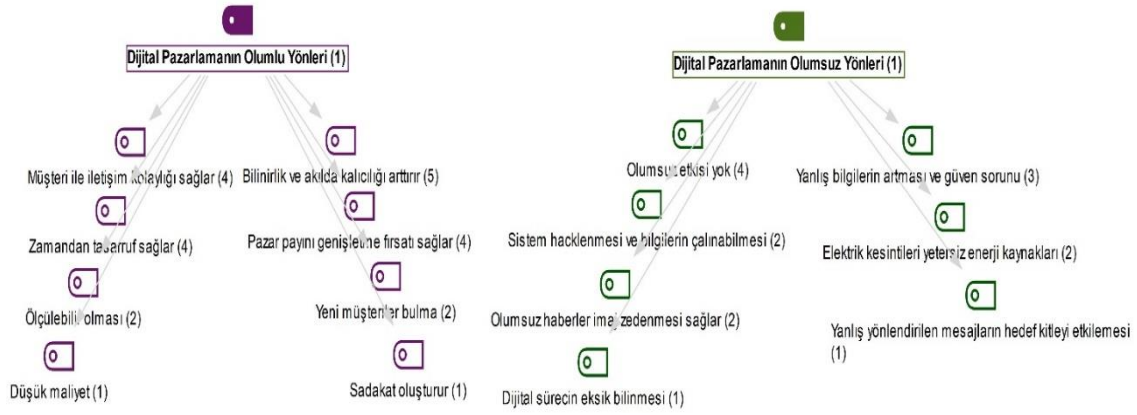 Dijital Pazarlamanın Olumlu Yönleri (1)
Müşteri ile iletişim kolaylığı sağlar (4)
Bilinirlik ve akılda kalıcılığı arttırır (5)
Zamandan tasarruf sağlar (4)
Pazar payını genişletme fırsatı sağlar (4)
Ölçülebilir olması (2)
Yeni müşteriler bulma (2)
Düşük maliyet (1)
Sadakat oluşturur (1)
Dijital Pazarlamanın Olumsuz Yönleri (1)
Olumsuz etkisi yok (4)
Yanlış bilgilerin artması ve güven sorunu (3)
Sistem hacklenmesi ve bilgilerin çalınabilmesi (2)
Elektrik kesintileri yetersiz enerji kaynakları (2)
Olumsuz haberler imaj zedenmesi sağlar (2)
Yanlış yönlendirilen mesajların hedef kitleyi etkilemesi
(1)
Dijital sürecin eksik bilinmesi (1)